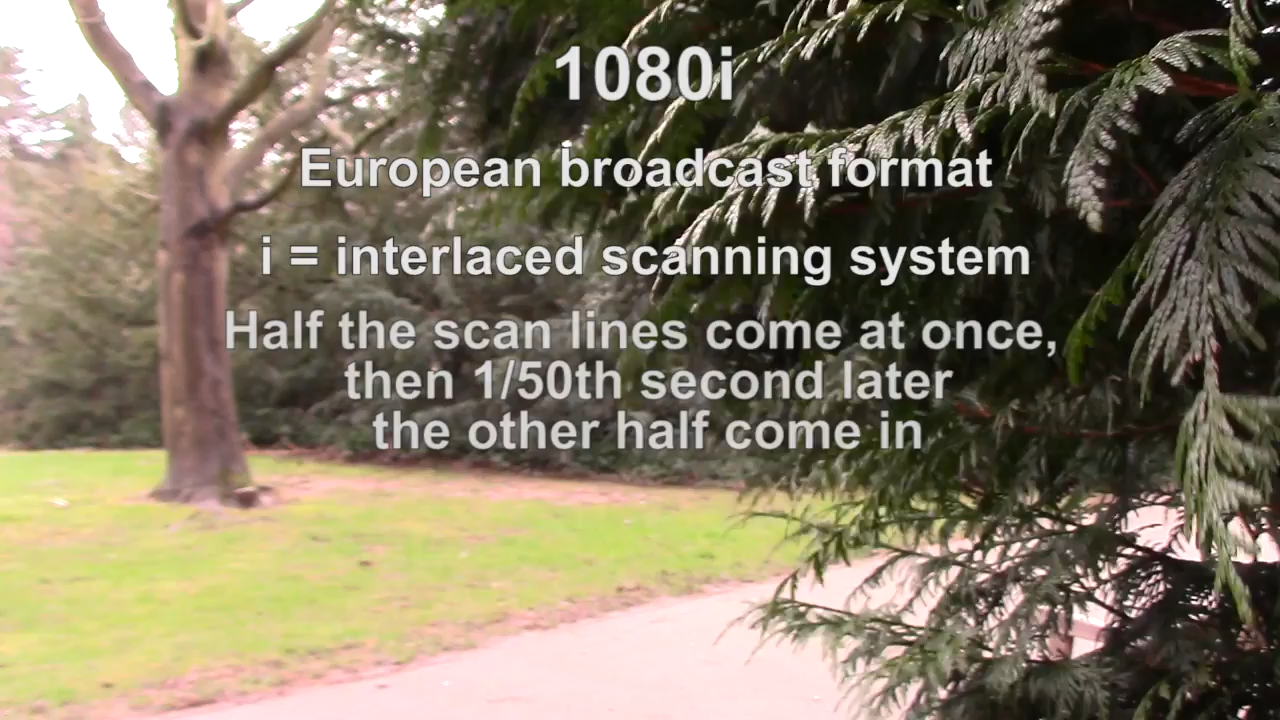 1080i
European broadcast format
i = interlaced scanning system
Half the scan lines come at once,
then 1/50th second later
the other half come in